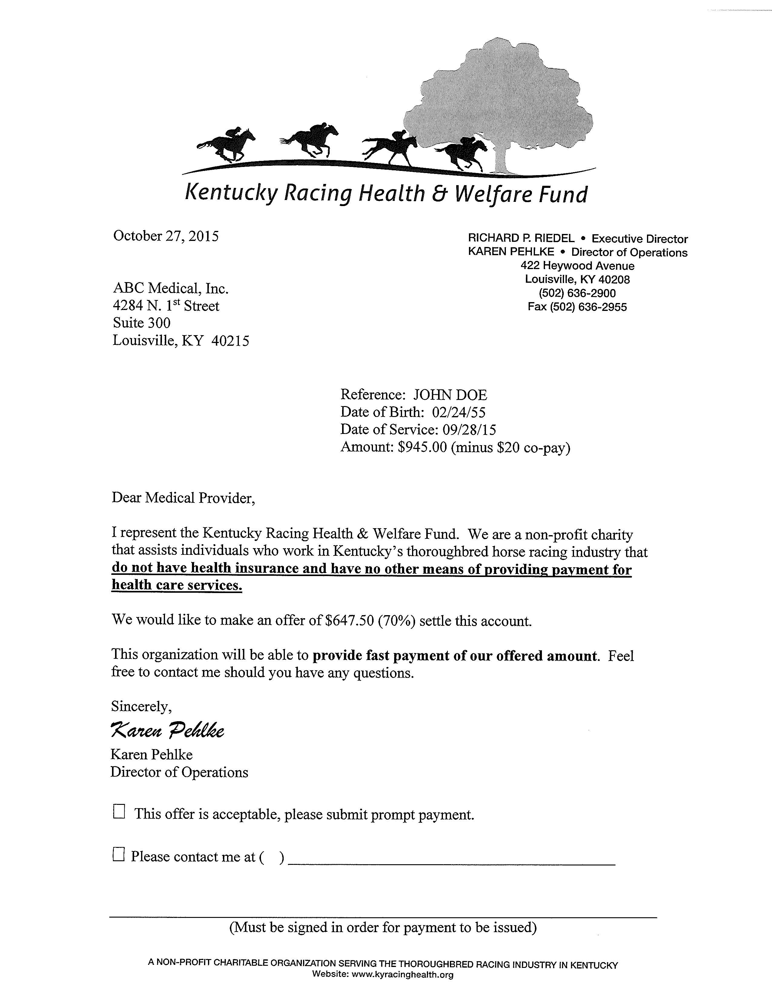 Kentucky Racing Health & Welfare Fund
October 27, 2015
RICHARD P. RIEDEL • Executive Director
KAREN PEHLKE • Director of Operations
422 Heywood Avenue
Louisville, KY 40208
(502) 636-2900
Fax (502) 636-2955
ABC Medical, Inc.
4284 N. 1st Street
Suite 300
Louisville, KY 40215
Reference: JOHN DOE
Date of Birth: 02/24/55
Date of Service: 09/28/15
Amount: $945.00 (minus $20 co-pay)
Dear Medical Provider,
I represent the Kentucky Racing Health & Welfare Fund. We are a non-profit charity
that assists individuals who work in Kentucky's thoroughbred horse racing industry that
do not have health insurance and have no other means of providing payment for
health care services.
We would like to make an offer of $647.50 (70%) settle this account.
This organization will be able to provide fast payment of our offered amount. Feel
free to contact me should you have any questions.
Sincerely,
Karen Pehlke
Karen Pehlke
Director of Operations
☐ This offer is acceptable, please submit prompt payment.
☐ Please contact me at ( ) ____________________
(Must be signed in order for payment to be issued)
A NON-PROFIT CHARITABLE ORGANIZATION SERVING THE THOROUGHBRED RACING INDUSTRY IN KENTUCKY
Website: www.kyracinghealth.org